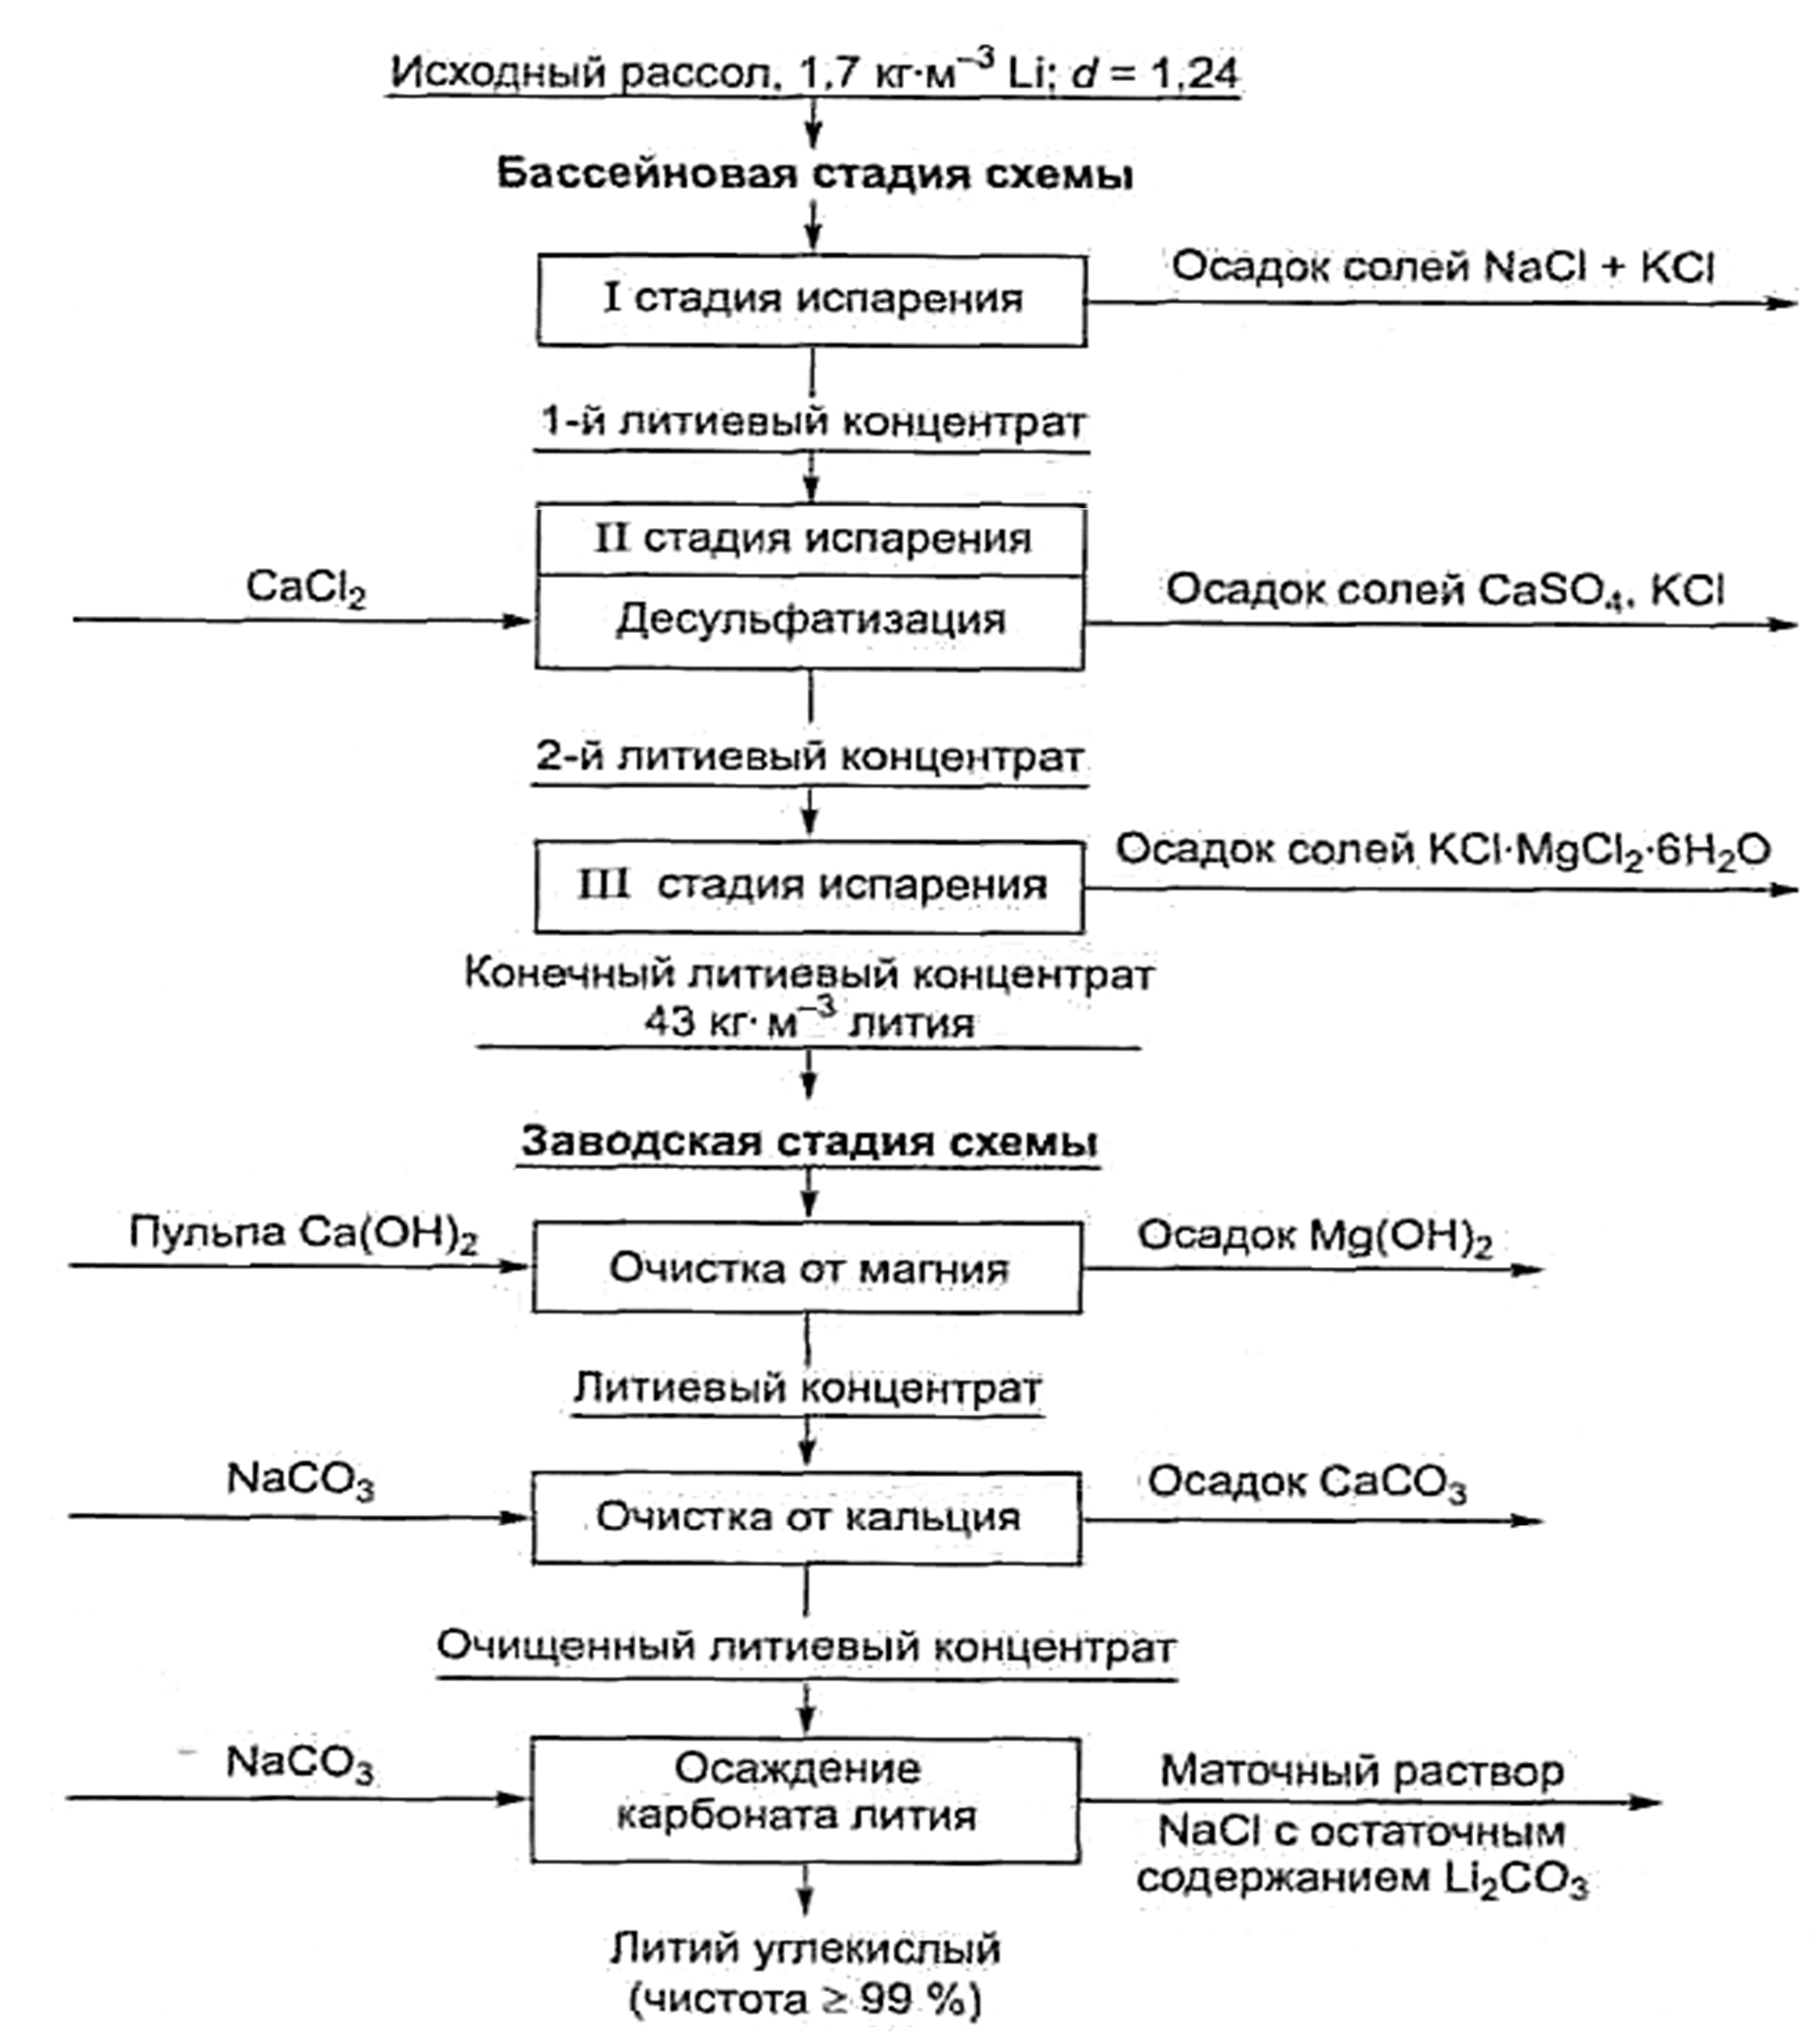 Исходный рассол, 1,7 кг·м⁻³ Li; d = 1,24
Бассейновая стадия схемы
I стадия испарения
Осадок солей NaCl + KCl
1-й литиевый концентрат
II стадия испарения
CaCl₂
Десульфатизация
Осадок солей CaSO₄, KCl
2-й литиевый концентрат
III стадия испарения
Осадок солей KCl·MgCl₂·6H₂O
Конечный литиевый концентрат
43 кг·м⁻³ лития
Заводская стадия схемы
Пульпа Ca(OH)₂
Очистка от магния
Осадок Mg(OH)₂
Литиевый концентрат
NaCO₃
Очистка от кальция
Осадок CaCO₃
Очищенный литиевый концентрат
NaCO₃
Осаждение
карбоната лития
Маточный раствор
NaCl с остаточным
содержанием Li₂CO₃
Литий углекислый
(чистота ≥ 99 %)